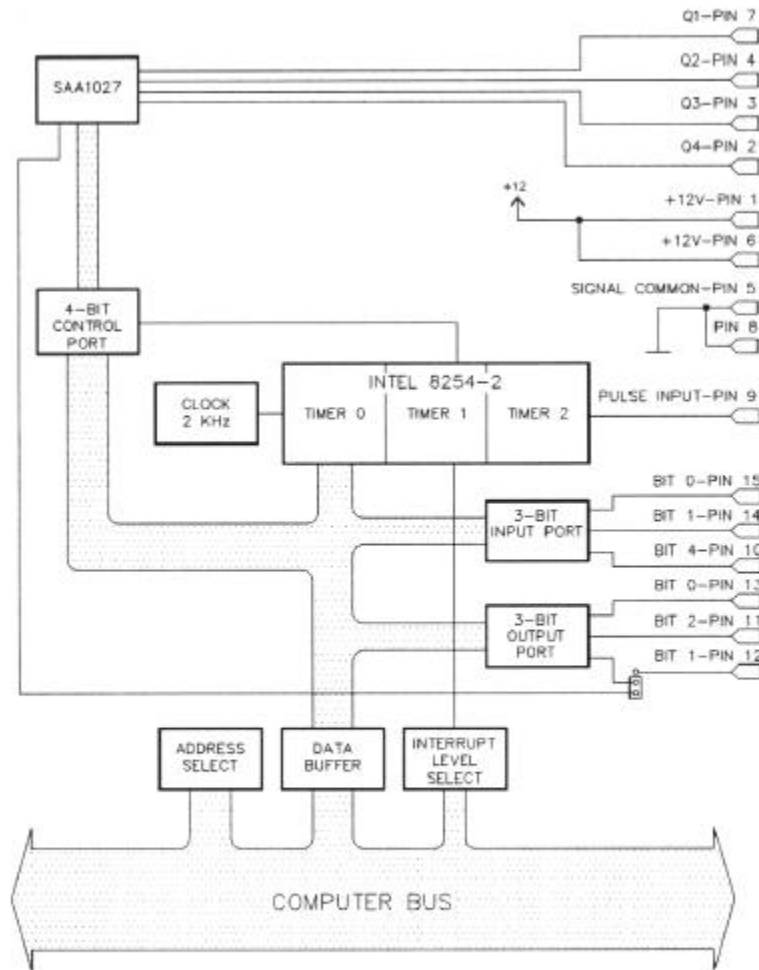 Q1-PIN 7
SAA1027
Q2-PIN 4
Q3-PIN 3
Q4-PIN 2
+12
+12V-PIN 1
+12V-PIN 6
SIGNAL COMMON-PIN 5
PIN 8
4-BIT
CONTROL
PORT
INTEL 8254-2
CLOCK
2 KHz
TIMER 0
TIMER 1
TIMER 2
PULSE INPUT-PIN 9
3-BIT
INPUT PORT
BIT 0-PIN 15
BIT 1-PIN 14
BIT 4-PIN 10
3-BIT
OUTPUT
PORT
BIT 0-PIN 13
BIT 2-PIN 11
BIT 1-PIN 12
ADDRESS
SELECT
DATA
BUFFER
INTERRUPT
LEVEL
SELECT
COMPUTER BUS